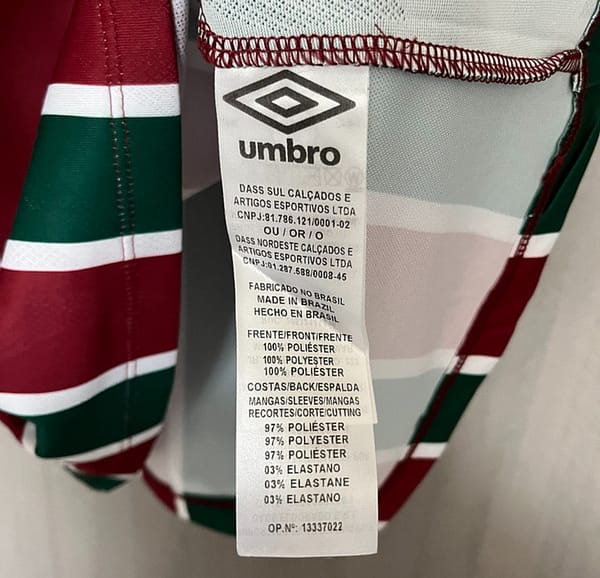 umbro
DASS SUL CALÇADOS E
ARTIGOS ESPORTIVOS LTDA
CNPJ:81.786.121/0001-02
OU / OR / O
DASS NORDESTE CALÇADOS E
ARTIGOS ESPORTIVOS LTDA
CNPJ:01.287.588/0008-45
FABRICADO NO BRASIL
MADE IN BRAZIL
HECHO EN BRASIL
FRENTE/FRONT/FRENTE
100% POLIÉSTER
100% POLYESTER
100% POLIÉSTER
COSTAS/BACK/ESPALDA
MANGAS/SLEEVES/MANGAS
RECORTES/CORTE/CUTTING
97% POLIÉSTER
97% POLYESTER
97% POLIÉSTER
03% ELASTANO
03% ELASTANE
03% ELASTANO
OP.Nº: 13337022